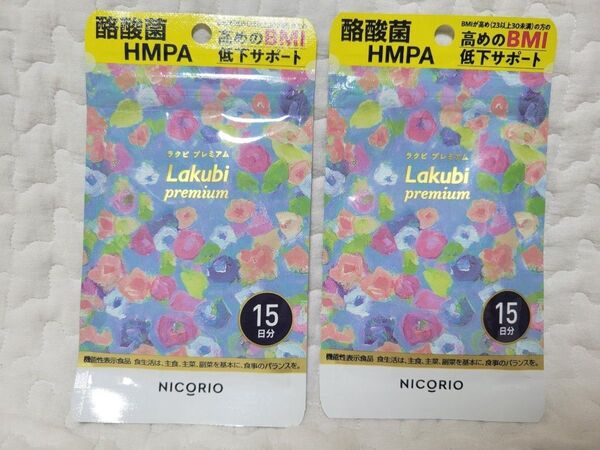 酪酸菌
HMPA
高めのBMI
低下サポート
ラクビ プレミアム
Lakubi
premium
15
日分
機能性表示食品 食生活は、主食、主菜、副菜を基本に、食事のバランスを。
NICORIO
酪酸菌
HMPA
BMIが高め(23以上30未満)の方の
高めのBMI
低下サポート
ラクビ プレミアム
Lakubi
premium
15
日分
機能性表示食品 食生活は、主食、主菜、副菜を基本に、食事のバランスを。
NICORIO